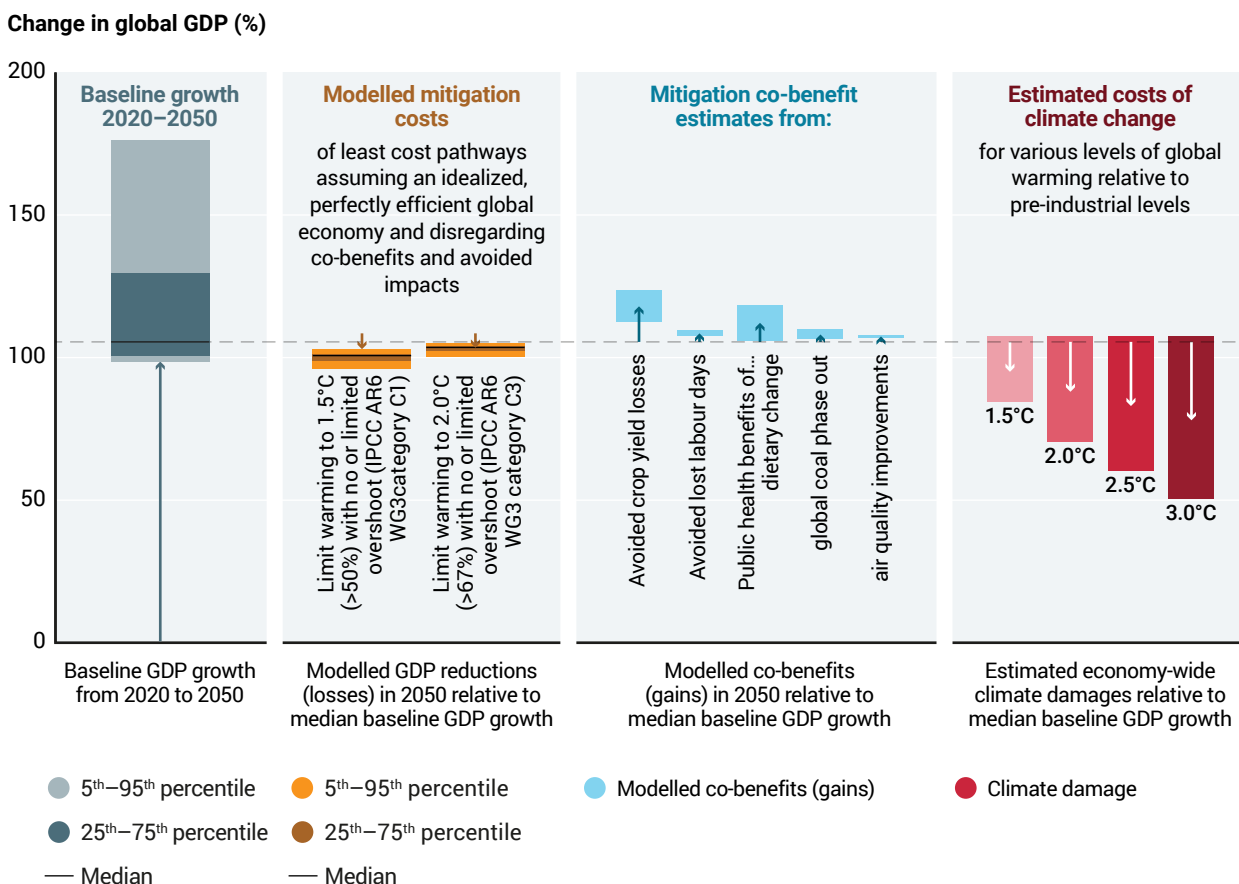 Change in global GDP (%)
200
150
100
50
0
Baseline growth
2020–2050
Modelled mitigation
costs
of least cost pathways
assuming an idealized,
perfectly efficient global
economy and disregarding
co-benefits and avoided
impacts
Limit warming to 1.5°C
(>50%) with no or limited
overshoot (IPCC AR6
WG3category C1)
Limit warming to 2.0°C
(>67%) with no or limited
overshoot (IPCC AR6
WG3 category C3)
Mitigation co-benefit
estimates from:
Avoided crop yield losses
Avoided lost labour days
Public health benefits of...
dietary change
global coal phase out
air quality improvements
Estimated costs of
climate change
for various levels of global
warming relative to
pre-industrial levels
1.5°C
2.0°C
2.5°C
3.0°C
Baseline GDP growth
from 2020 to 2050
Modelled GDP reductions
(losses) in 2050 relative to
median baseline GDP growth
Modelled co-benefits
(gains) in 2050 relative to
median baseline GDP growth
Estimated economy-wide
climate damages relative to
median baseline GDP growth
5th–95th percentile
25th–75th percentile
Median
5th–95th percentile
25th–75th percentile
Median
Modelled co-benefits (gains)
Climate damage